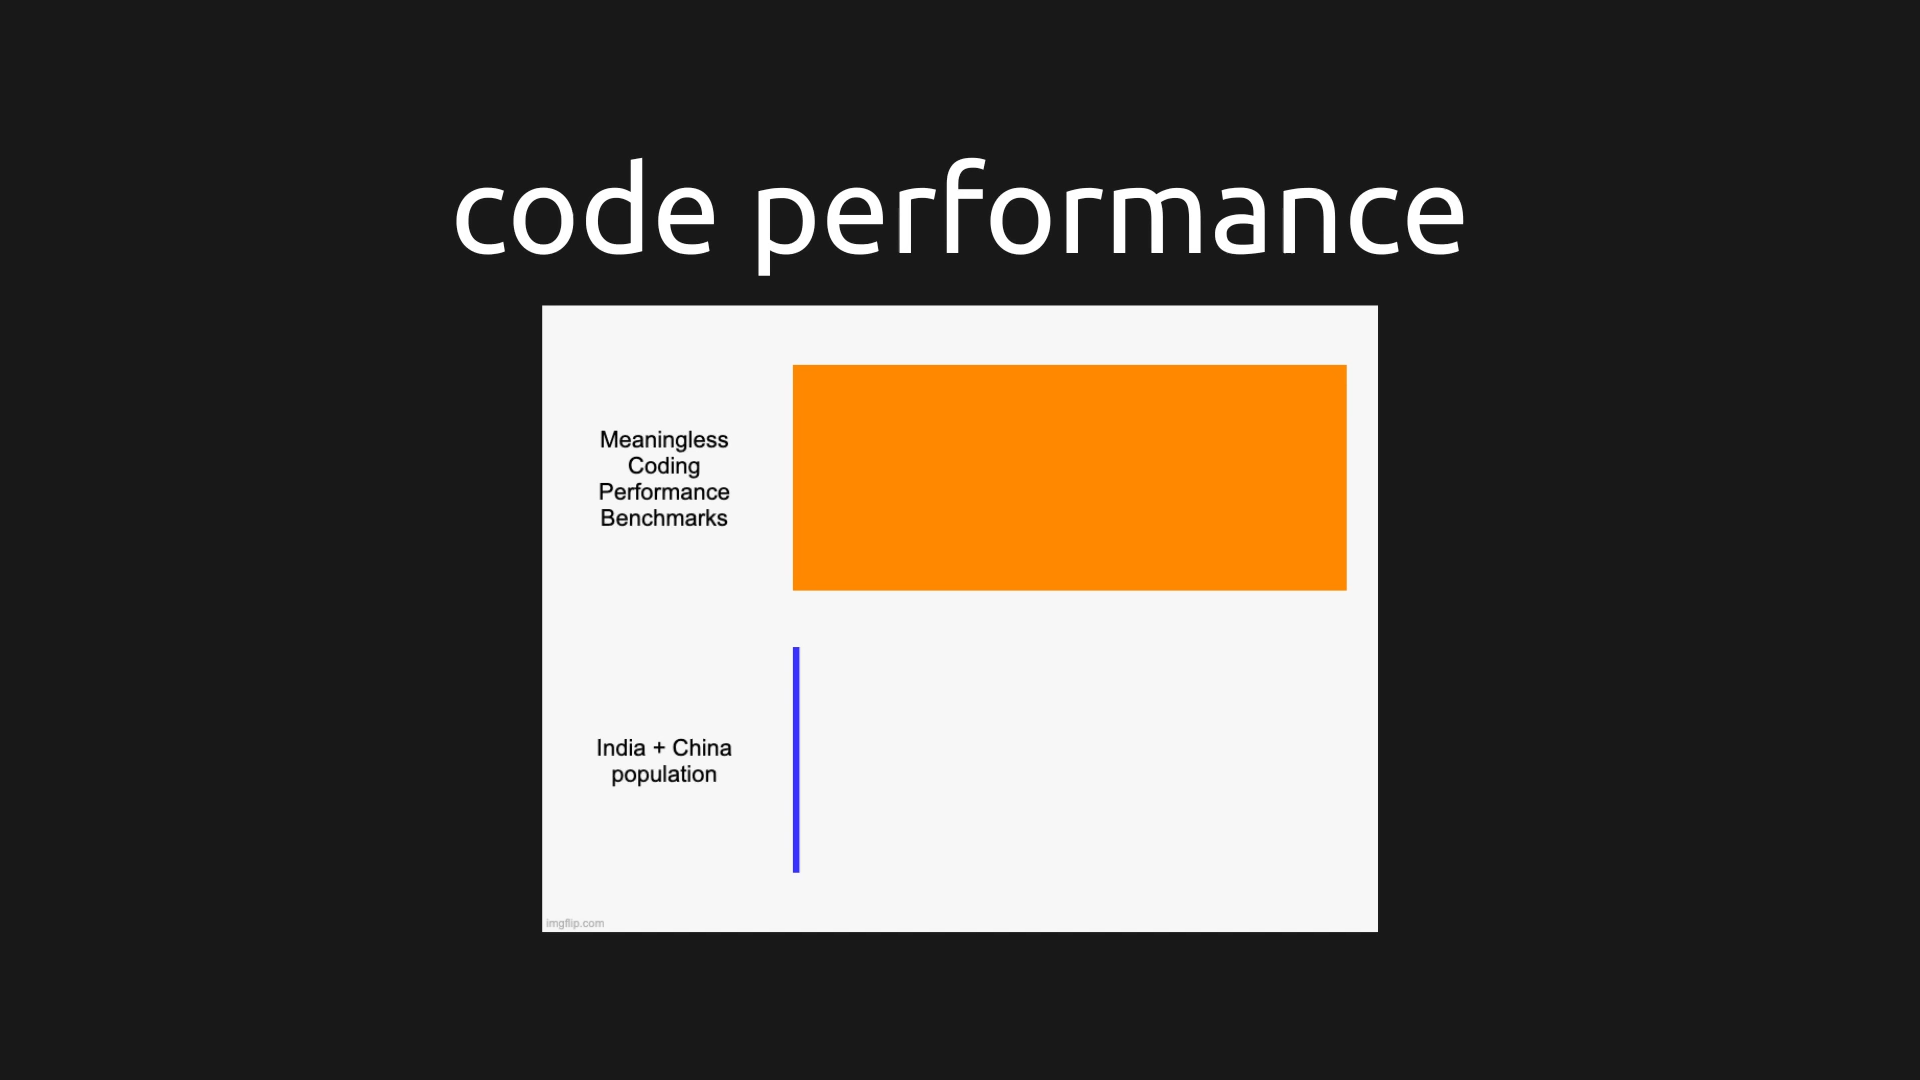 code performance
Meaningless
Coding
Performance
Benchmarks
India + China
population
imgflip.com